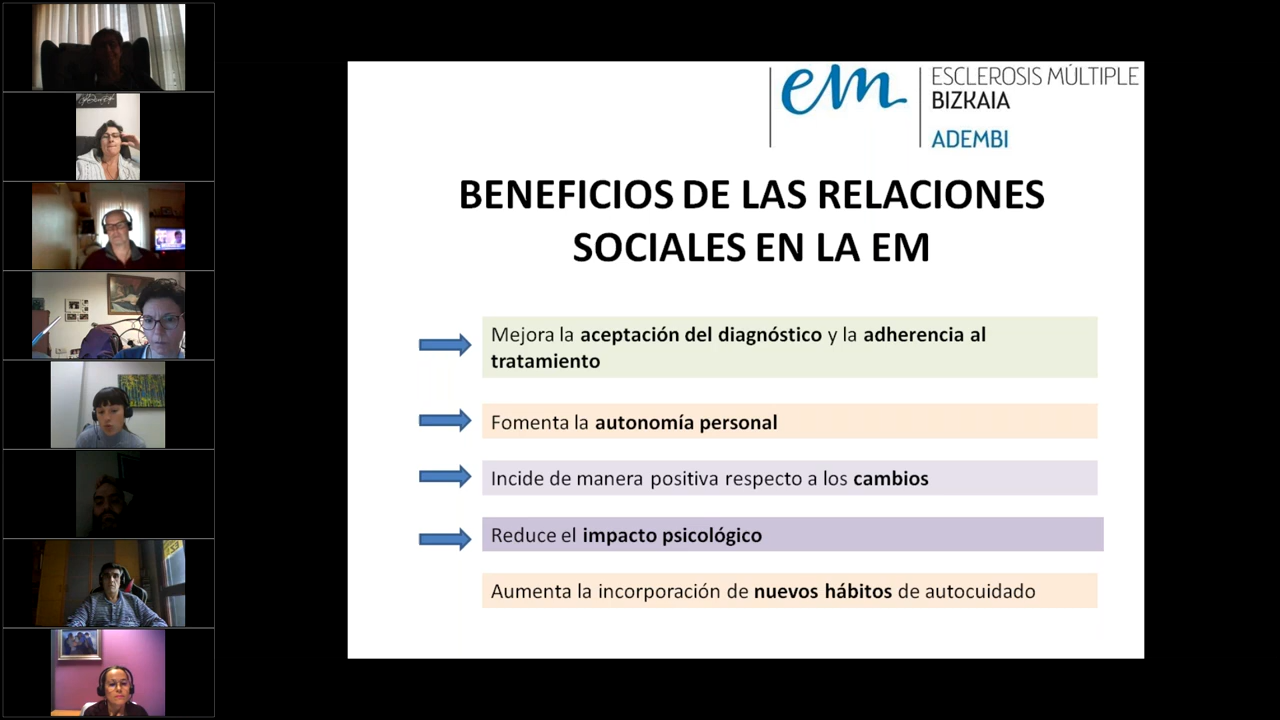 em
ESCLEROSIS MÚLTIPLE
BIZKAIA
ADEMBI
BENEFICIOS DE LAS RELACIONES
SOCIALES EN LA EM
Mejora la aceptación del diagnóstico y la adherencia al
tratamiento
Fomenta la autonomía personal
Incide de manera positiva respecto a los cambios
Reduce el impacto psicológico
Aumenta la incorporación de nuevos hábitos de autocuidado